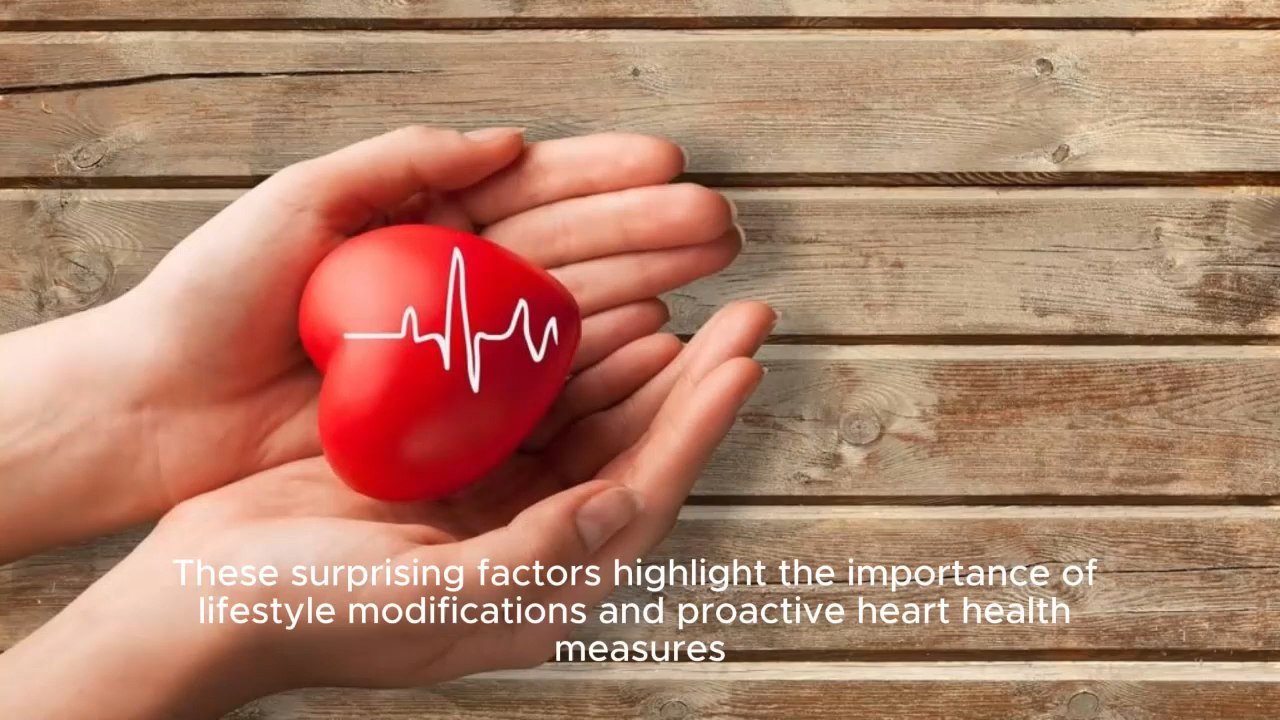 These surprising factors highlight the importance of
lifestyle modifications and proactive heart health
measures